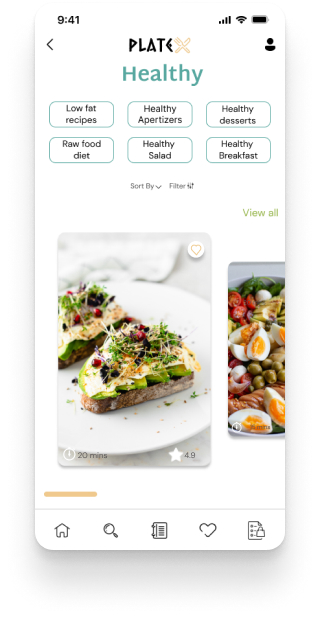 9:41
PLATE
Healthy
Low fat
recipes
Healthy
Apertizers
Healthy
desserts
Raw food
diet
Healthy
Salad
Healthy
Breakfast
Sort By Filter
View all
20 mins 4.9